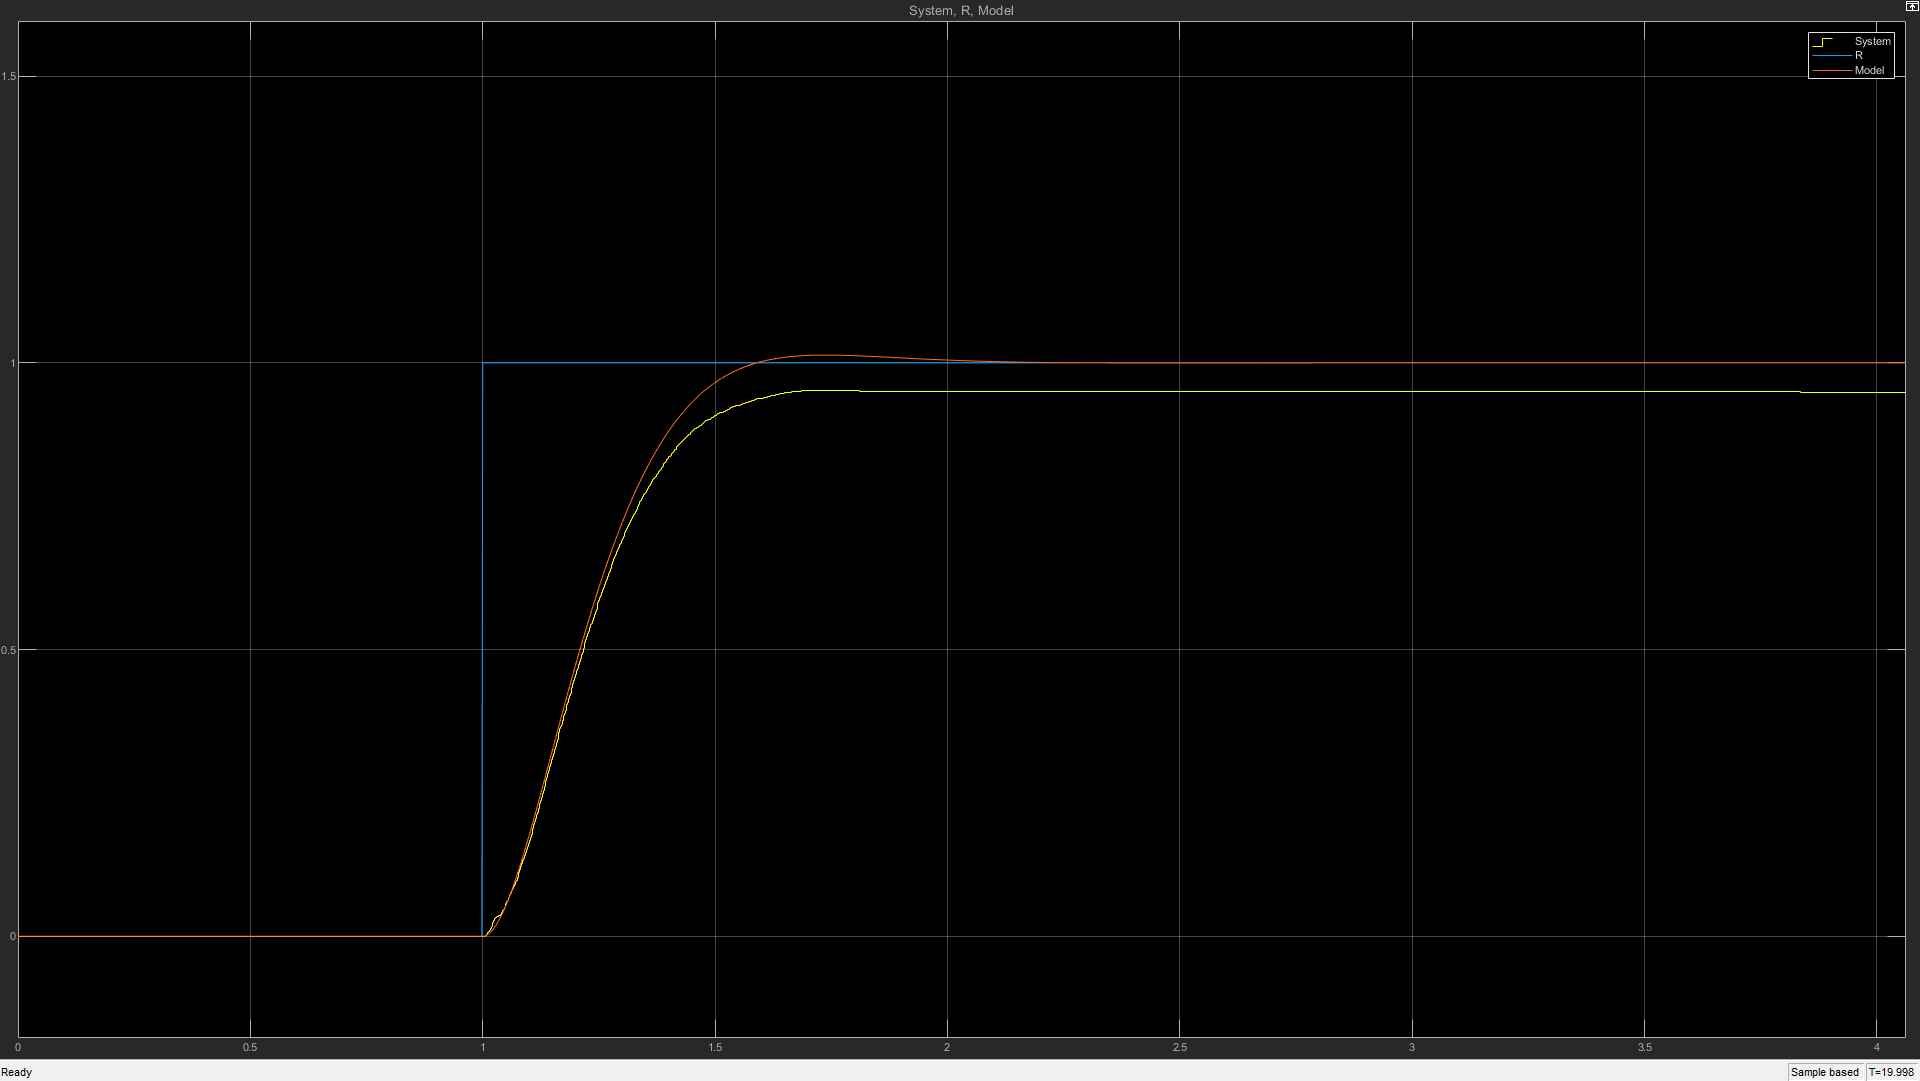 System, R, Model
System
R
Model
1.5
1
0.5
0
0 0.5 1 1.5 2 2.5 3 3.5 4
Ready Sample based T=19.998